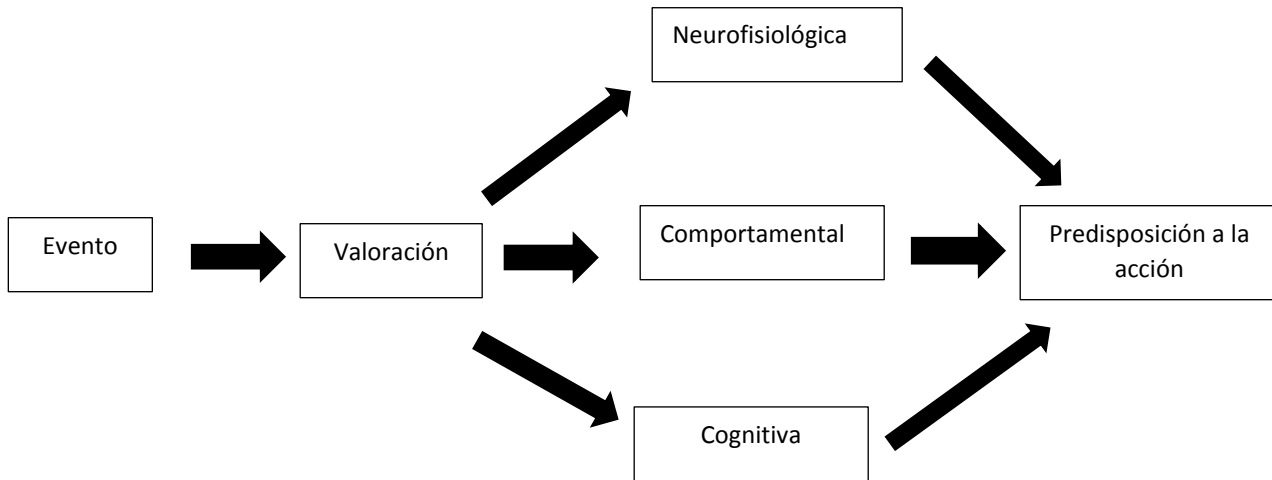 Neurofisiológica
Evento
Valoración
Comportamental
Predisposición a la
acción
Cognitiva